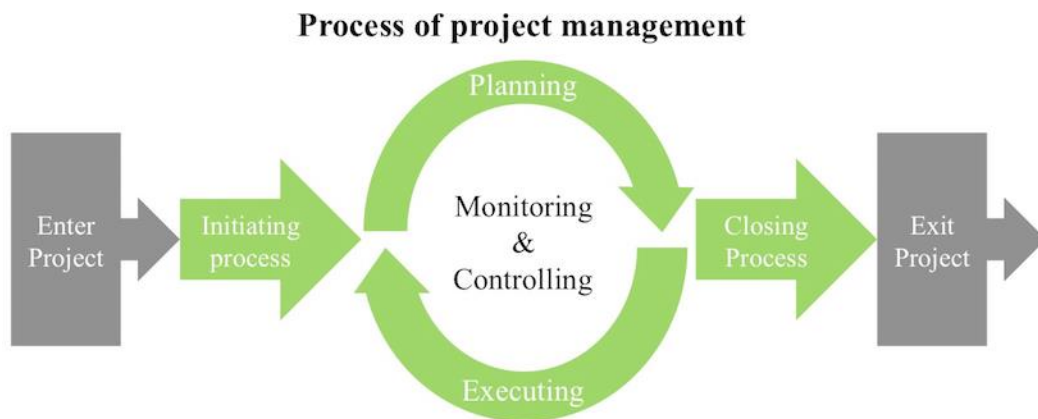 Process of project management
Planning
Enter
Project
Initiating
process
Monitoring
&
Controlling
Closing
Process
Exit
Project
Executing